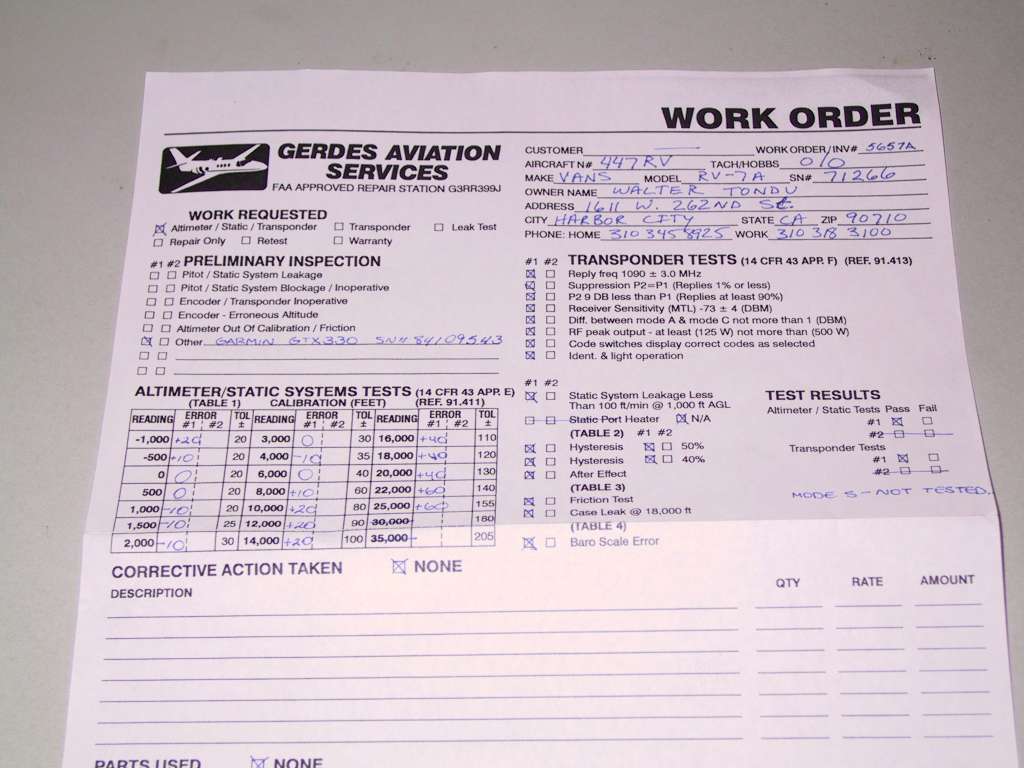 WORK ORDER
GERDES AVIATION
SERVICES
FAA APPROVED REPAIR STATION G3RR399J
CUSTOMER — WORK ORDER/INV# 5657A
AIRCRAFT N# 447RV TACH/HOBBS 0/0
MAKE VANS MODEL RV-7A SN# 71266
OWNER NAME WALTER TONDU
ADDRESS 1611 W. 262ND St.
CITY HARBOR CITY STATE CA ZIP 90710
PHONE: HOME 310 345 8925 WORK 310 318 3100
WORK REQUESTED
☒ Altimeter / Static / Transponder ☐ Transponder ☐ Leak Test
☐ Repair Only ☐ Retest ☐ Warranty
#1 #2 PRELIMINARY INSPECTION
☐ ☐ Pitot / Static System Leakage
☐ ☐ Pitot / Static System Blockage / Inoperative
☐ ☐ Encoder / Transponder Inoperative
☐ ☐ Encoder - Erroneous Altitude
☐ ☐ Altimeter Out Of Calibration / Friction
☒ ☐ Other GARMIN GTX330 SN# 84109543
☐ ☐
☐ ☐
#1 #2 TRANSPONDER TESTS (14 CFR 43 APP. F) (REF. 91.413)
☒ ☐ Reply freq 1090 ± 3.0 MHz
☒ ☐ Suppression P2=P1 (Replies 1% or less)
☒ ☐ P2 9 DB less than P1 (Replies at least 90%)
☒ ☐ Receiver Sensitivity (MTL) -73 ± 4 (DBM)
☒ ☐ Diff. between mode A & mode C not more than 1 (DBM)
☒ ☐ RF peak output - at least (125 W) not more than (500 W)
☒ ☐ Code switches display correct codes as selected
☒ ☐ Ident. & light operation
ALTIMETER/STATIC SYSTEMS TESTS (14 CFR 43 APP. E)
(TABLE 1) CALIBRATION (FEET) (REF. 91.411)
READING ERROR #1 #2 TOL ± READING ERROR #1 #2 TOL ± READING ERROR #1 #2 TOL ±
-1,000 +20 20 3,000 0 30 16,000 +40 110
-500 +10 20 4,000 -10 35 18,000 +40 120
0 0 20 6,000 0 40 20,000 +40 130
500 0 20 8,000 +10 60 22,000 +60 140
1,000 -10 20 10,000 +20 80 25,000 +60 155
1,500 -10 25 12,000 +20 90 30,000 180
2,000 -10 30 14,000 +20 100 35,000 205
#1 #2
☒ ☐ Static System Leakage Less
Than 100 ft/min @ 1,000 ft AGL
☐ ☐ Static Port Heater ☒ N/A
(TABLE 2) #1 #2
☒ ☐ Hysteresis ☒ ☐ 50%
☒ ☐ Hysteresis ☒ ☐ 40%
☒ ☐ After Effect
(TABLE 3)
☒ ☐ Friction Test
☒ ☐ Case Leak @ 18,000 ft
(TABLE 4)
☒ ☐ Baro Scale Error
TEST RESULTS
Altimeter / Static Tests Pass Fail
#1 ☒ ☐
#2 ☐ ☐
Transponder Tests
#1 ☒ ☐
#2 ☐ ☐
MODE S - NOT TESTED.
CORRECTIVE ACTION TAKEN ☒ NONE
DESCRIPTION QTY RATE AMOUNT
PARTS USED ☒ NONE